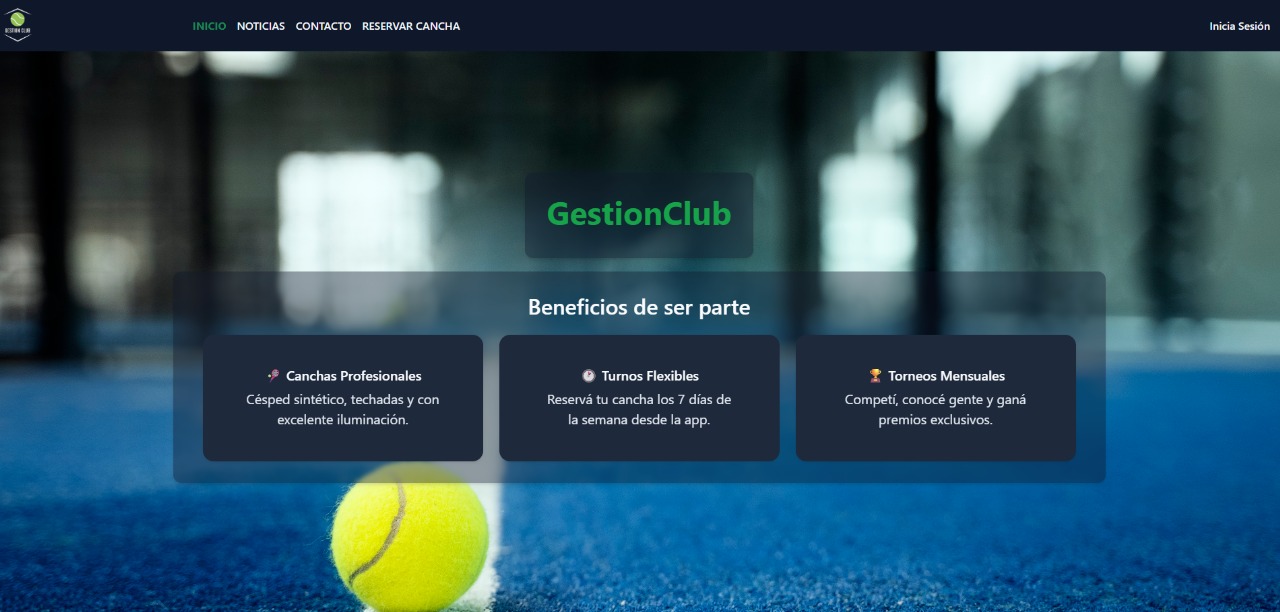 GESTION CLUB
INICIO NOTICIAS CONTACTO RESERVAR CANCHA
Inicia Sesión
GestionClub
Beneficios de ser parte
Canchas Profesionales
Césped sintético, techadas y con
excelente iluminación.
Turnos Flexibles
Reservá tu cancha los 7 días de
la semana desde la app.
Torneos Mensuales
Competí, conocé gente y ganá
premios exclusivos.